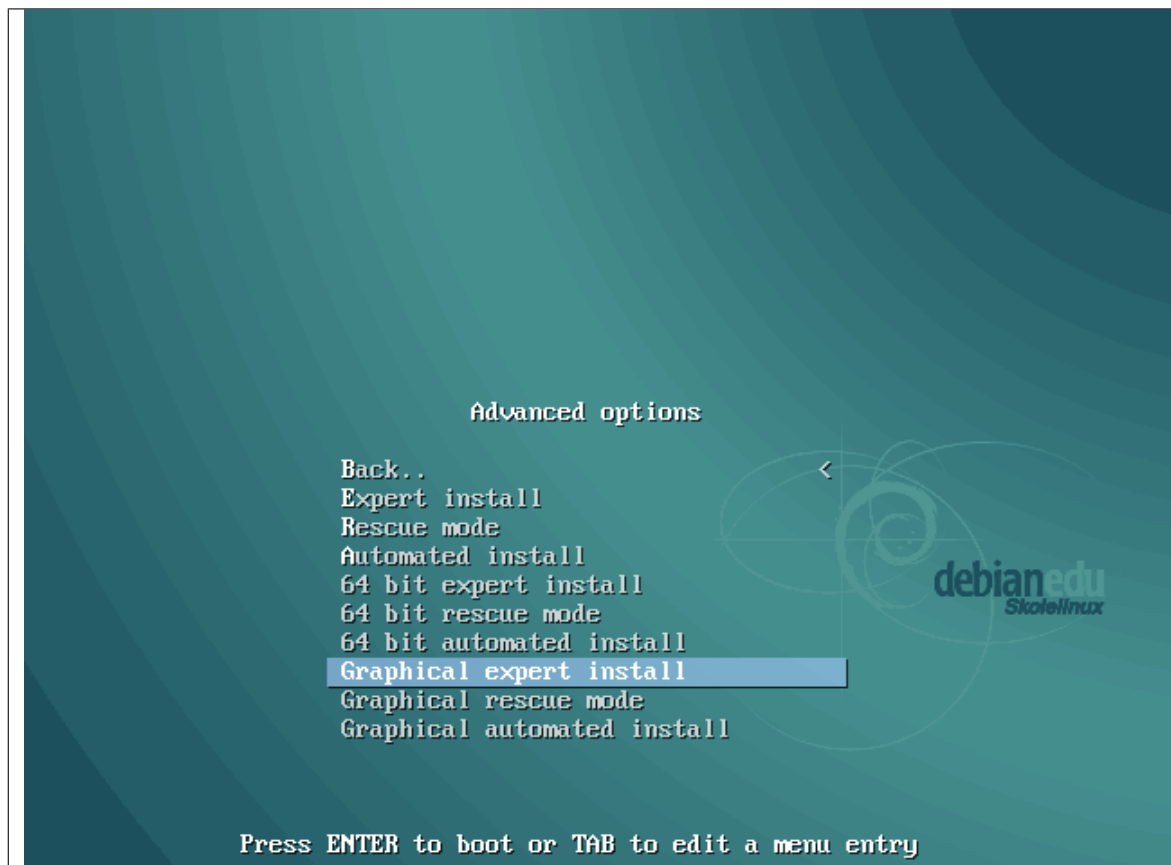 Advanced options
Back..
Expert install
Rescue mode
Automated install
64 bit expert install
64 bit rescue mode
64 bit automated install
Graphical expert install
Graphical rescue mode
Graphical automated install
debianedu
Skolelinux
Press ENTER to boot or TAB to edit a menu entry